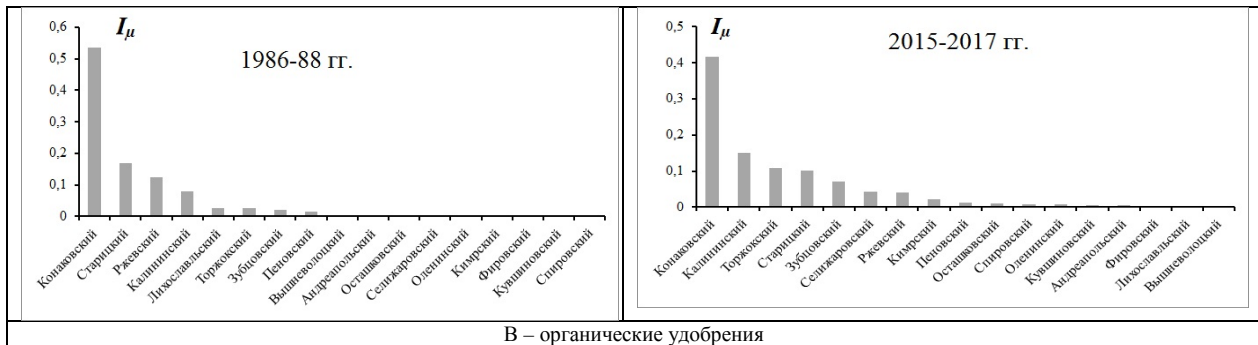 I𝜇
1986-88 гг.
0,6
0,5
0,4
0,3
0,2
0,1
0
Конаковский
Старицкий
Ржевский
Калининский
Лихославльский
Торжокский
Зубцовский
Пеновский
Вышневолоцкий
Андреапольский
Осташковский
Селижаровский
Оленинский
Кимрский
Фировский
Кувшиновский
Спировский
Iμ
2015-2017 гг.
0,5
0,4
0,3
0,2
0,1
0
Конаковский
Калининский
Торжокский
Старицкий
Зубцовский
Селижаровский
Ржевский
Кимрский
Пеновский
Осташковский
Спировский
Оленинский
Кувшиновский
Андреапольский
Фировский
Лихославльский
Вышневолоцкий
В – органические удобрения